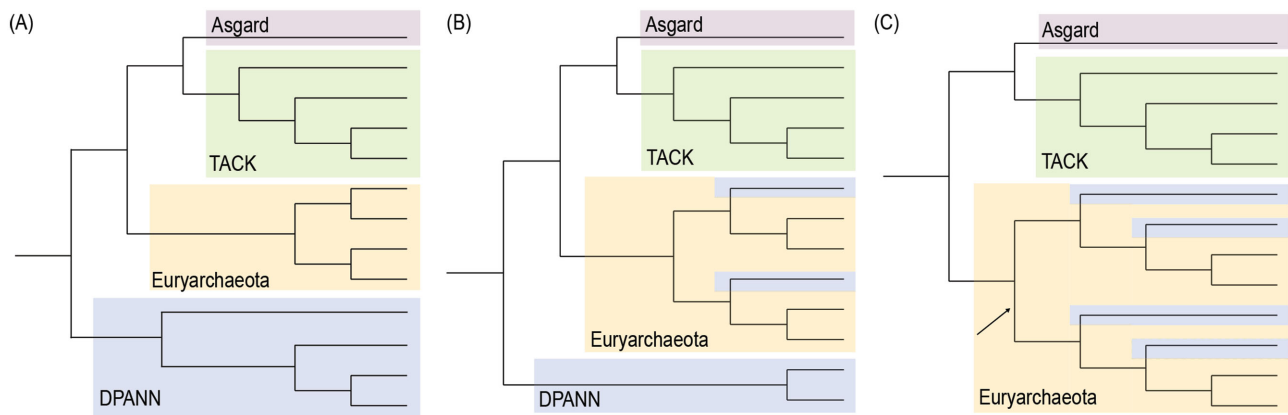 (A)
Asgard
TACK
Euryarchaeota
DPANN
(B)
Asgard
TACK
Euryarchaeota
DPANN
(C)
Asgard
TACK
Euryarchaeota